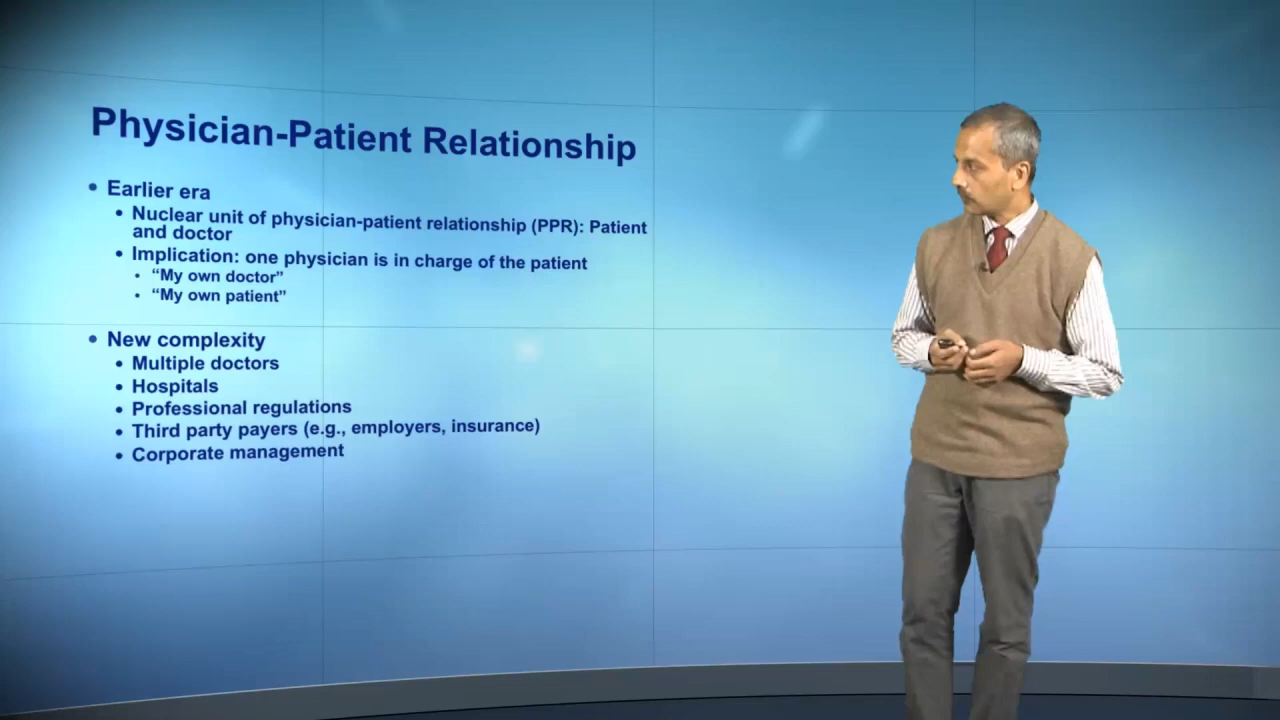 Physician-Patient Relationship
• Earlier era
• Nuclear unit of physician-patient relationship (PPR): Patient
and doctor
• Implication: one physician is in charge of the patient
• “My own doctor”
• “My own patient”
• New complexity
• Multiple doctors
• Hospitals
• Professional regulations
• Third party payers (e.g., employers, insurance)
• Corporate management